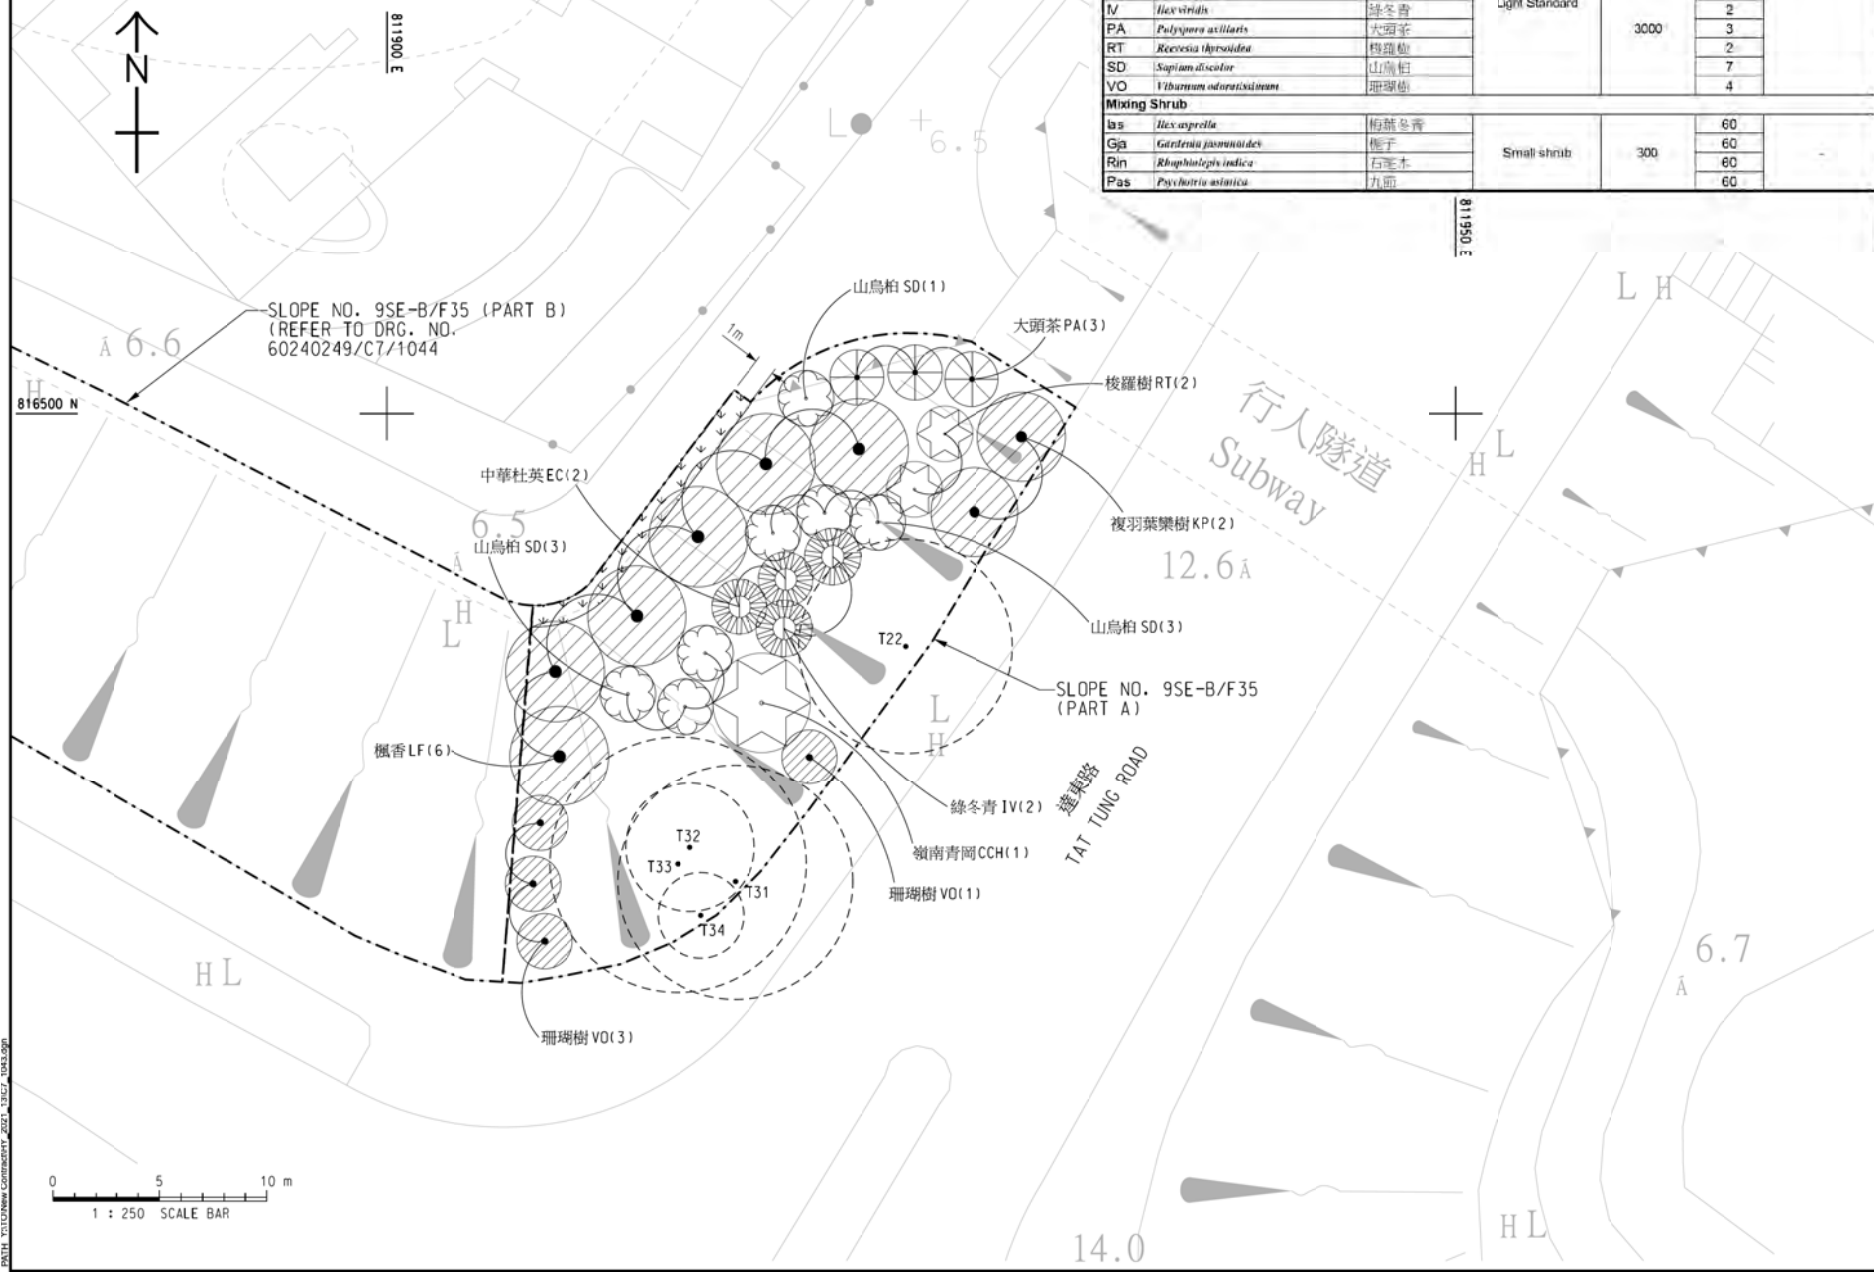 N
811900 E
Light Standard
IV Ilex viridis 綠冬青 2
PA Polyspora axillaris 大頭茶 3000 3
RT Reevesia thyrsoidea 梭羅樹 2
SD Sapium discolor 山烏桕 7
VO Viburnum odoratissimum 珊瑚樹 4
Mixing Shrub
Ias Ilex asprella 梅葉冬青 60
Gja Gardenia jasminoides 梔子 60
Small shrub 300 -
Rin Rhaphiolepis indica 60
Pas Psychotria asiatica 九節 60
811950 E
L
6.5
L H
山烏桕 SD(1)
SLOPE NO. 9SE-B/F35 (PART B)
(REFER TO DRG. NO.
60240249/C7/1044
6.6
1m
大頭茶 PA(3)
梭羅樹 RT(2)
H
816500 N
行人隧道
Subway
L
H
中華杜英 EC(2)
6.5
複羽葉欒樹 KP(2)
山烏桕 SD(3)
12.6
H
L
山烏桕 SD(3)
T22
SLOPE NO. 9SE-B/F35
(PART A)
L
H
楓香 LF(6)
達東路
TAT TUNG ROAD
綠冬青 IV(2)
T32
嶺南青岡 CCH(1)
T33
T31
珊瑚樹 VO(1)
T34
6.7
H L
珊瑚樹 VO(3)
0 5 10 m
1 : 250 SCALE BAR
H L
14.0